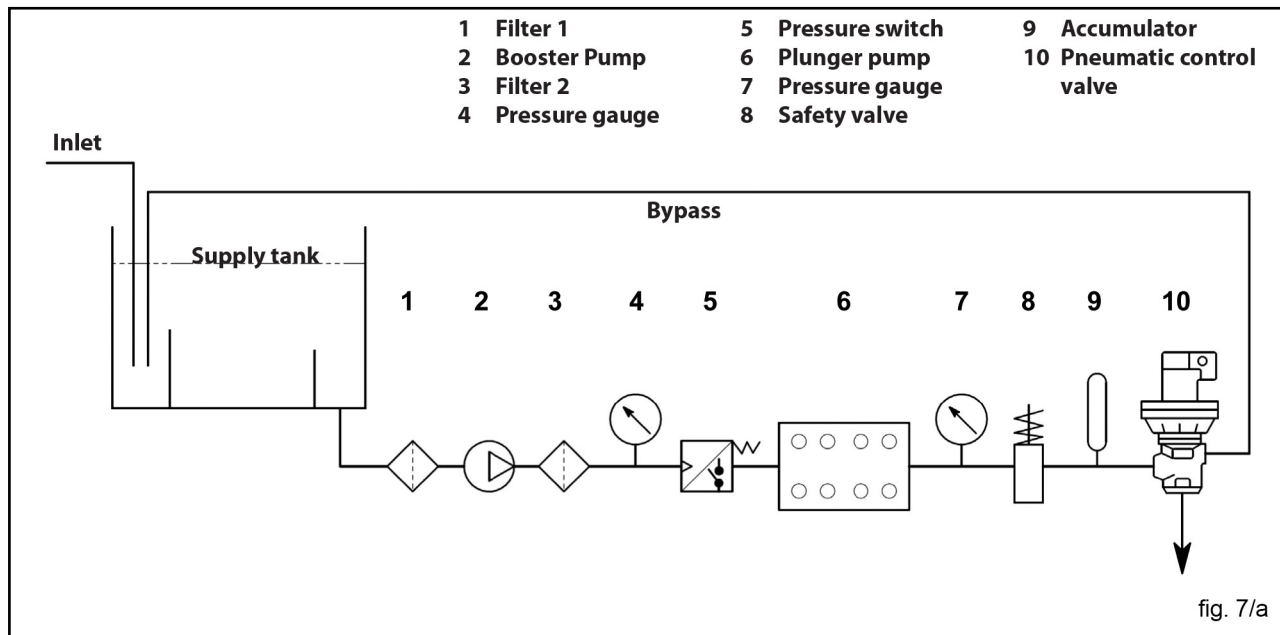 1 Filter 1
2 Booster Pump
3 Filter 2
4 Pressure gauge
5 Pressure switch
6 Plunger pump
7 Pressure gauge
8 Safety valve
9 Accumulator
10 Pneumatic control
valve
Inlet
Bypass
Supply tank
1 2 3 4 5 6 7 8 9 10
fig. 7/a